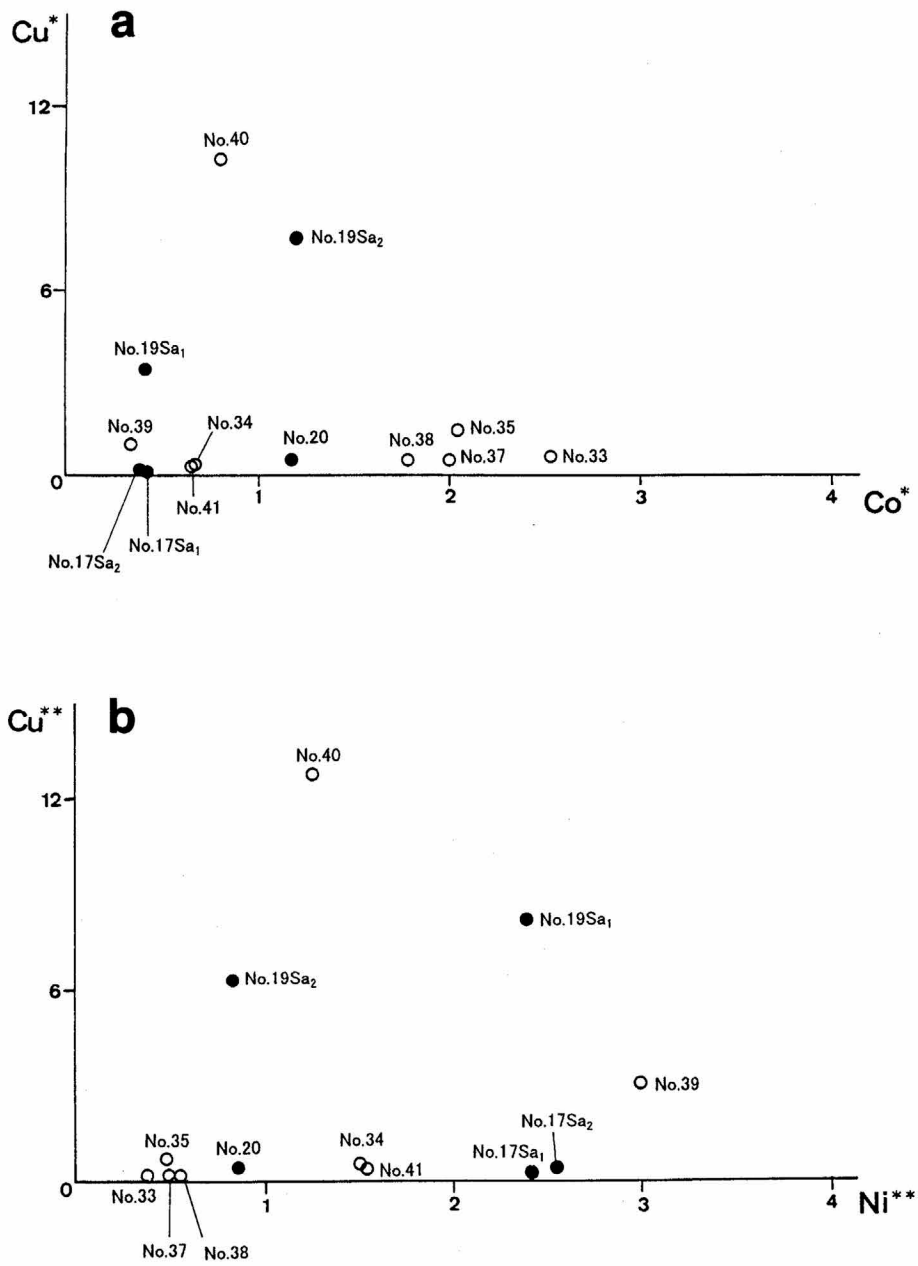 Cu* a
12
No.40
No.19Sa₂
6
No.19Sa₁
No.39 No.34 No.20 No.38 No.35
No.37 No.33
0 1 2 3 4
No.41 Co*
No.17Sa₂ No.17Sa₁
Cu** b
No.40
12
No.19Sa₁
No.19Sa₂
6
No.39
No.17Sa₂
No.35 No.20 No.34 No.17Sa₁
No.41
0 1 2 3 4
No.33 Ni**
No.37 No.38